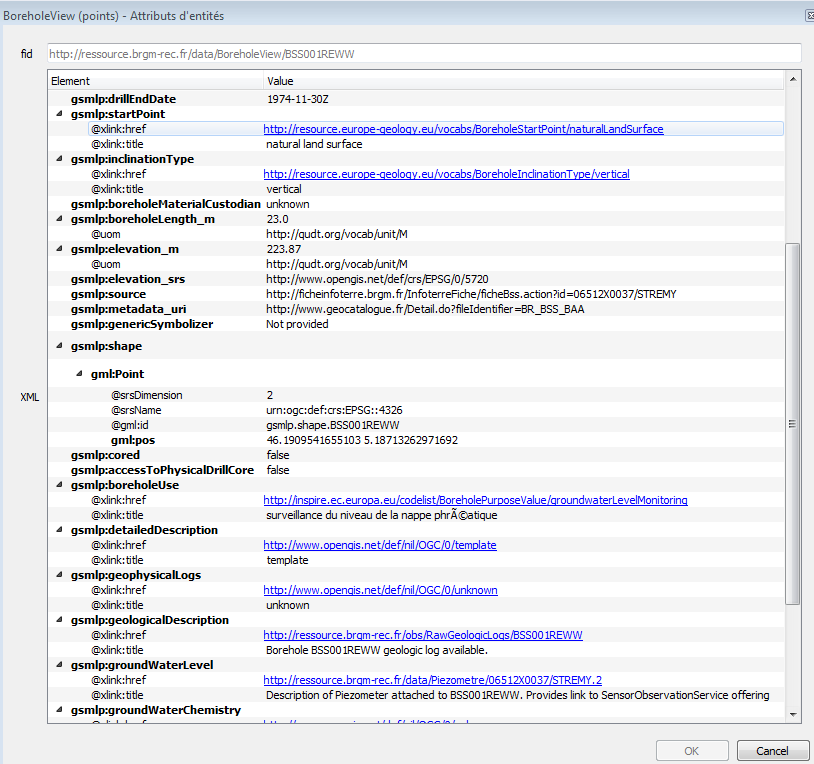 BoreholeView (points) - Attributs d'entités
fid http://ressource.brgm-rec.fr/data/BoreholeView/BSS001REWW
Element Value
gsmlp:drillEndDate 1974-11-30Z
gsmlp:startPoint
@xlink:href http://resource.europe-geology.eu/vocabs/BoreholeStartPoint/naturalLandSurface
@xlink:title natural land surface
gsmlp:inclinationType
@xlink:href http://resource.europe-geology.eu/vocabs/BoreholeInclinationType/vertical
@xlink:title vertical
gsmlp:boreholeMaterialCustodian unknown
gsmlp:boreholeLength_m 23.0
@uom http://qudt.org/vocab/unit/M
gsmlp:elevation_m 223.87
@uom http://qudt.org/vocab/unit/M
gsmlp:elevation_srs http://www.opengis.net/def/crs/EPSG/0/5720
gsmlp:source http://ficheinfoterre.brgm.fr/InfoterreFiche/ficheBss.action?id=06512X0037/STREMY
gsmlp:metadata_uri http://www.geocatalogue.fr/Detail.do?fileIdentifier=BR_BSS_BAA
gsmlp:genericSymbolizer Not provided
gsmlp:shape
gml:Point
XML
@srsDimension 2
@srsName urn:ogc:def:crs:EPSG::4326
@gml:id gsmlp.shape.BSS001REWW
gml:pos 46.1909541655103 5.18713262971692
gsmlp:cored false
gsmlp:accessToPhysicalDrillCore false
gsmlp:boreholeUse
@xlink:href http://inspire.ec.europa.eu/codelist/BoreholePurposeValue/groundwaterLevelMonitoring
@xlink:title surveillance du niveau de la nappe phrÃ©atique
gsmlp:detailedDescription
@xlink:href http://www.opengis.net/def/nil/OGC/0/template
@xlink:title template
gsmlp:geophysicalLogs
@xlink:href http://www.opengis.net/def/nil/OGC/0/unknown
@xlink:title unknown
gsmlp:geologicalDescription
@xlink:href http://ressource.brgm-rec.fr/obs/RawGeologicLogs/BSS001REWW
@xlink:title Borehole BSS001REWW geologic log available.
gsmlp:groundWaterLevel
@xlink:href http://ressource.brgm-rec.fr/data/Piezometre/06512X0037/STREMY.2
@xlink:title Description of Piezometer attached to BSS001REWW. Provides link to SensorObservationService offering
gsmlp:groundWaterChemistry
OK Cancel